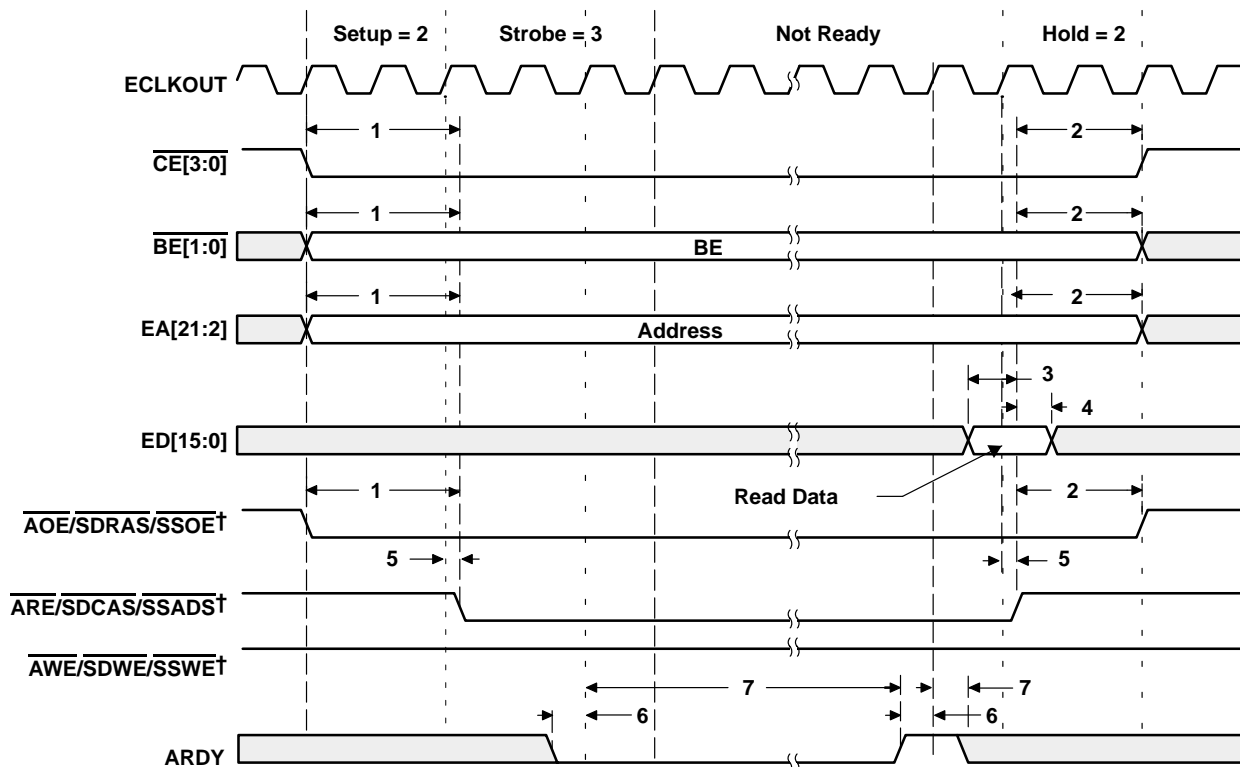 Setup = 2 Strobe = 3 Not Ready Hold = 2
ECLKOUT
1 2
CE[3:0]
1 2
BE[1:0] BE
1 2
EA[21:2] Address
3
4
ED[15:0]
Read Data
1 2
AOE/SDRAS/SSOE†
5 5
ARE/SDCAS/SSADS†
AWE/SDWE/SSWE†
7 7
6 6
ARDY